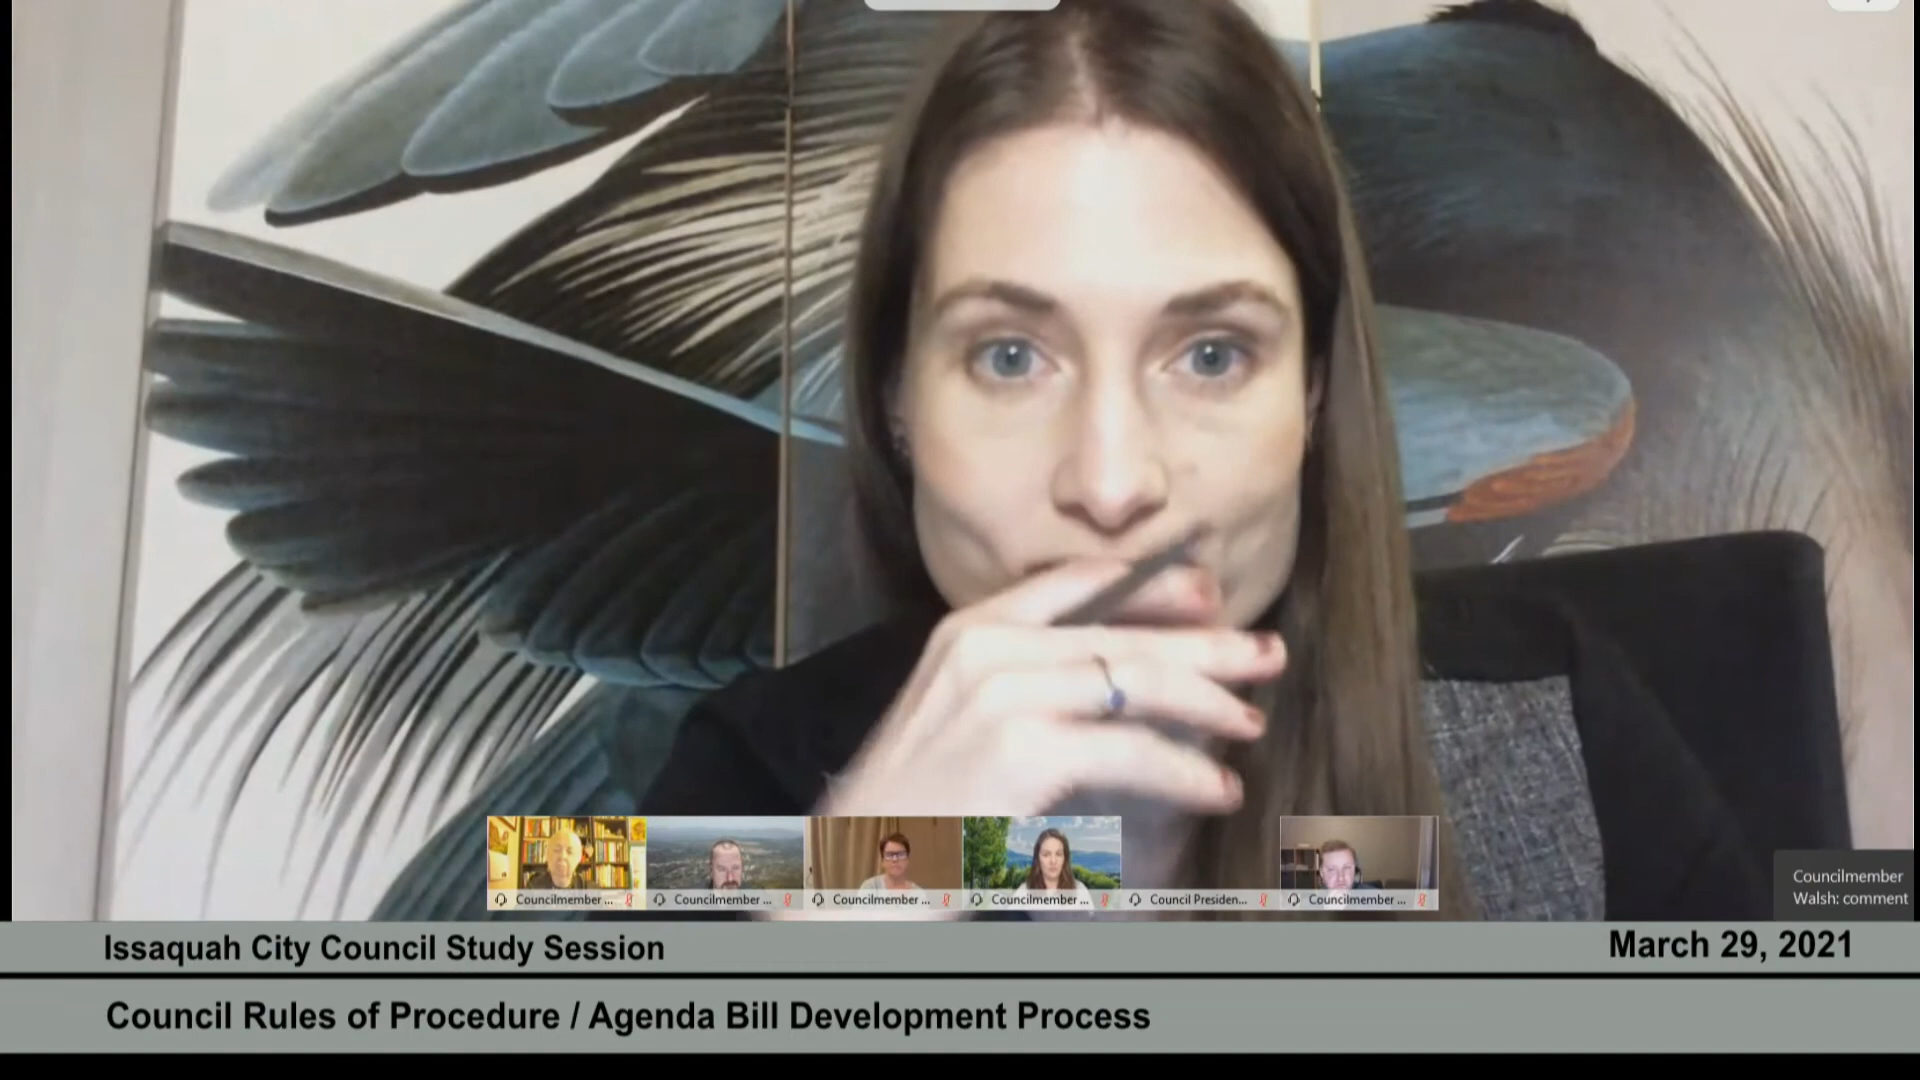 Councilmember ...
Councilmember ...
Councilmember ...
Councilmember ...
Council Presiden...
Councilmember ...
Councilmember
Walsh: comment
Issaquah City Council Study Session
March 29, 2021
Council Rules of Procedure / Agenda Bill Development Process